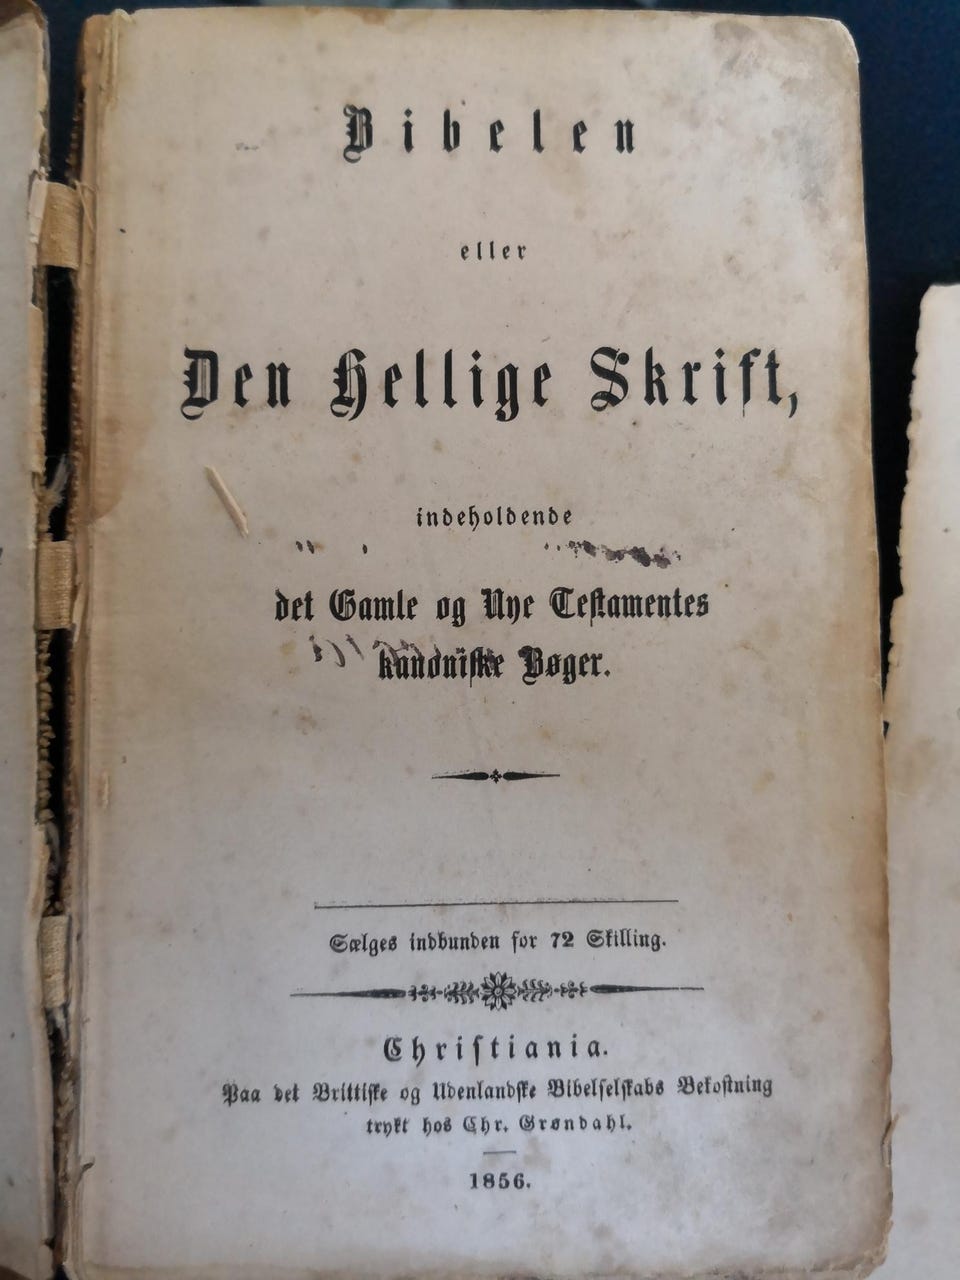 Bibelen
eller
Den Hellige Skrift,
indeholdende
det Gamle og Nye Testamentes
kanoniske Bøger.
Sælges indbunden for 72 Skilling.
Christiania.
Paa det Brittiske og Udenlandske Bibelselskabs Bekostning
trykt hos Chr. Grøndahl.
1856.